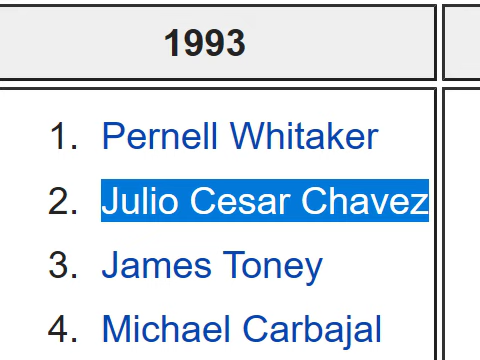 1993
1. Pernell Whitaker
2. Julio Cesar Chavez
3. James Toney
4. Michael Carbajal